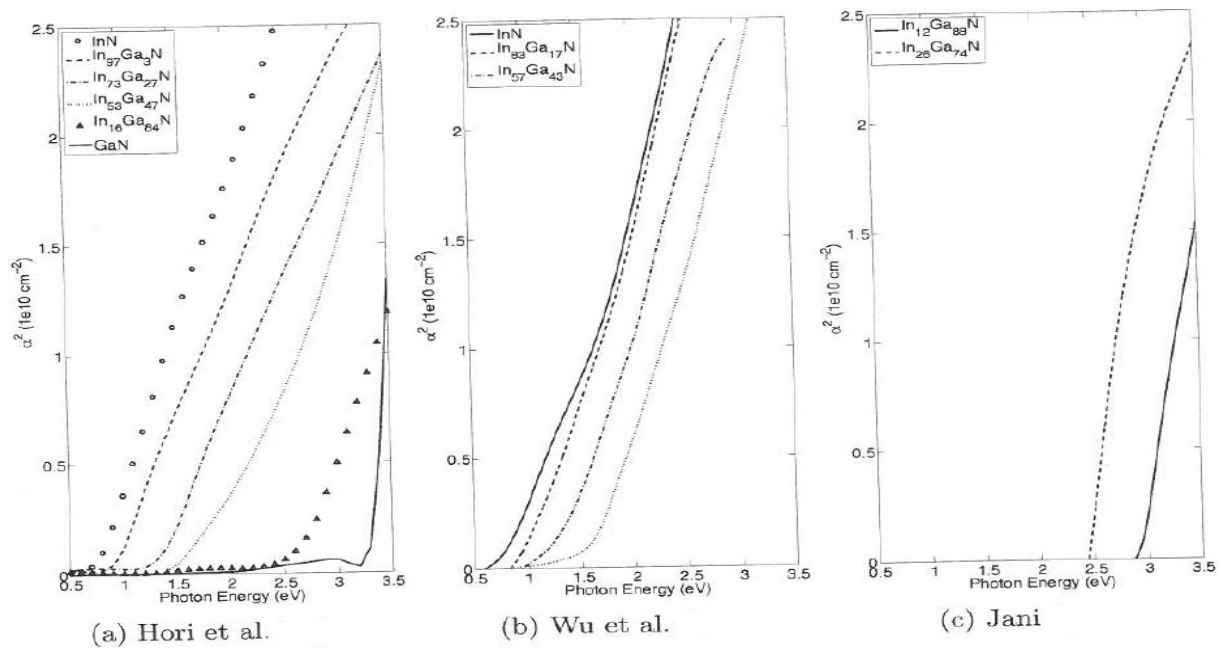 2.5
2
1.5
1
0.5
0
α² (1e10 cm⁻²)
InN
In₉₇Ga₃N
In₇₃Ga₂₇N
In₅₃Ga₄₇N
In₁₆Ga₈₄N
GaN
0.5 1 1.5 2 2.5 3 3.5
Photon Energy (eV)
(a) Hori et al.
2.5
2
1.5
1
0.5
0
α² (1e10 cm⁻²)
InN
In₈₃Ga₁₇N
In₅₇Ga₄₃N
0.5 1 1.5 2 2.5 3 3.5
Photon Energy (eV)
(b) Wu et al.
2.5
2
1.5
1
0.5
0
α² (1e10 cm⁻²)
In₁₂Ga₈₈N
In₂₆Ga₇₄N
0.5 1 1.5 2 2.5 3 3.5
Photon Energy (eV)
(c) Jani